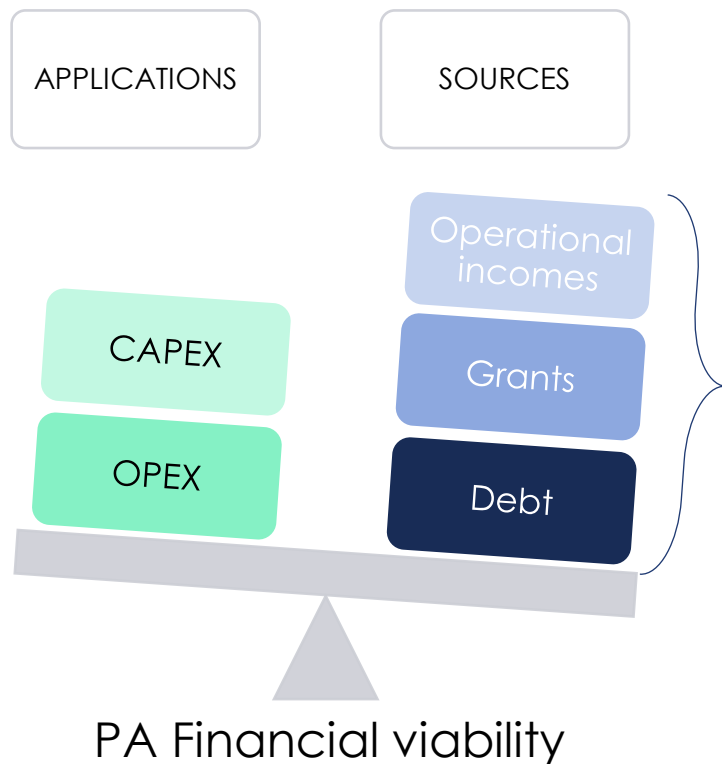 APPLICATIONS
SOURCES
Operational
incomes
CAPEX
Grants
OPEX
Debt
PA Financial viability